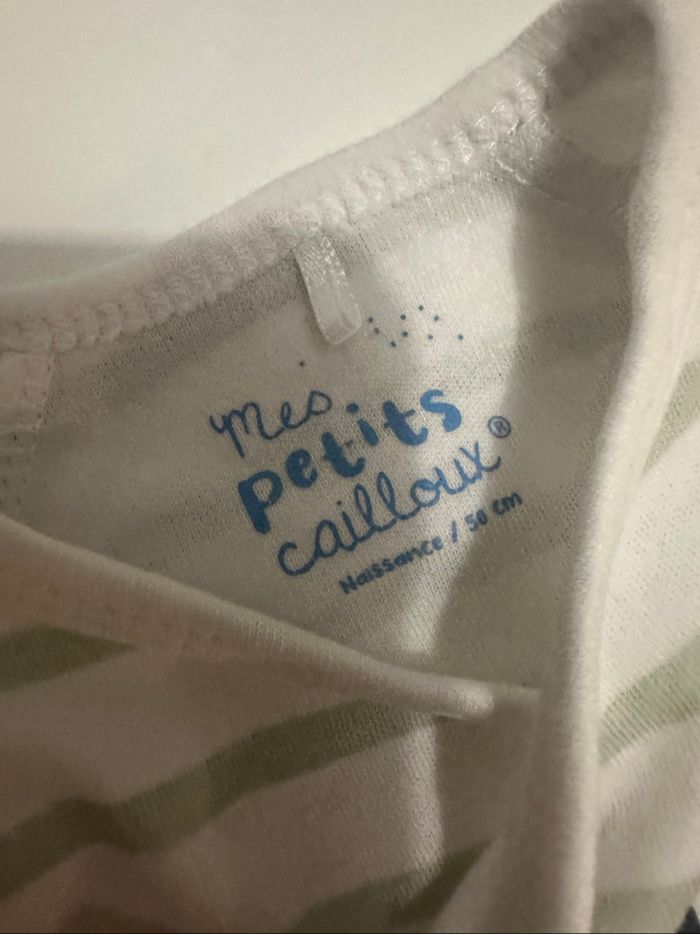 mes
petits
cailloux®
Naissance / 50 cm